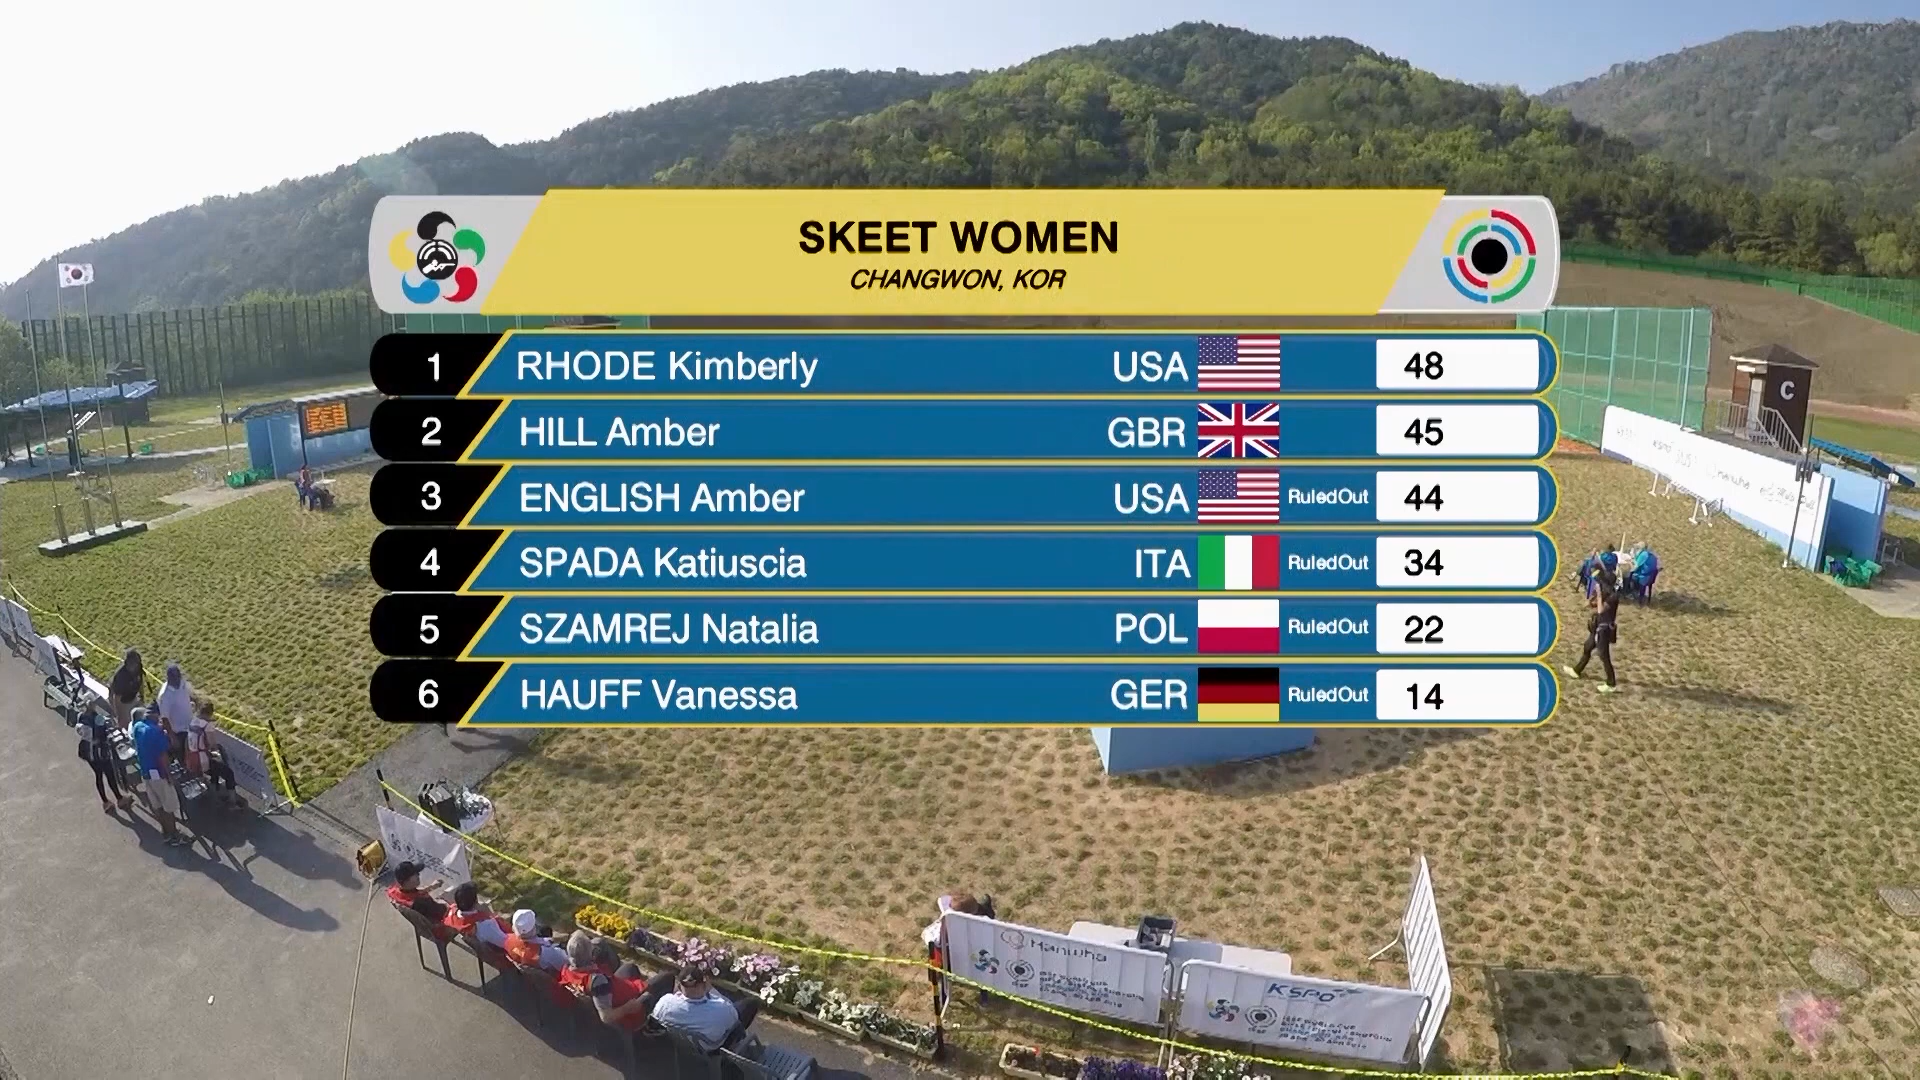 SKEET WOMEN
CHANGWON, KOR
1 RHODE Kimberly USA 48
2 HILL Amber GBR 45
3 ENGLISH Amber USA RuledOut 44
4 SPADA Katiuscia ITA RuledOut 34
5 SZAMREJ Natalia POL RuledOut 22
6 HAUFF Vanessa GER RuledOut 14
C
Hanwha
KSPO